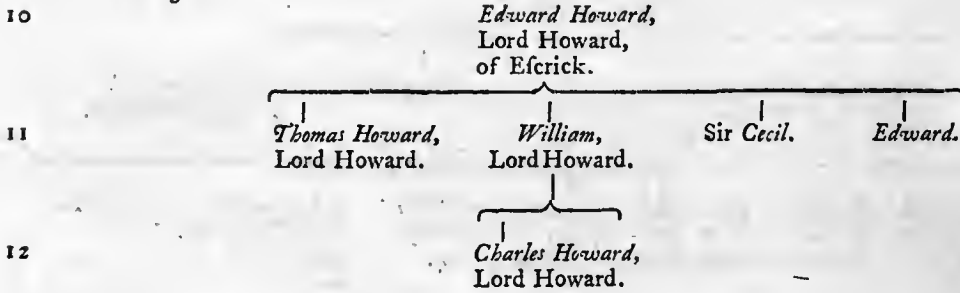 10 Edward Howard,
Lord Howard,
of Eſcrick.
11 Thomas Howard, William, Sir Cecil. Edward.
Lord Howard. Lord Howard.
12 Charles Howard,
Lord Howard.